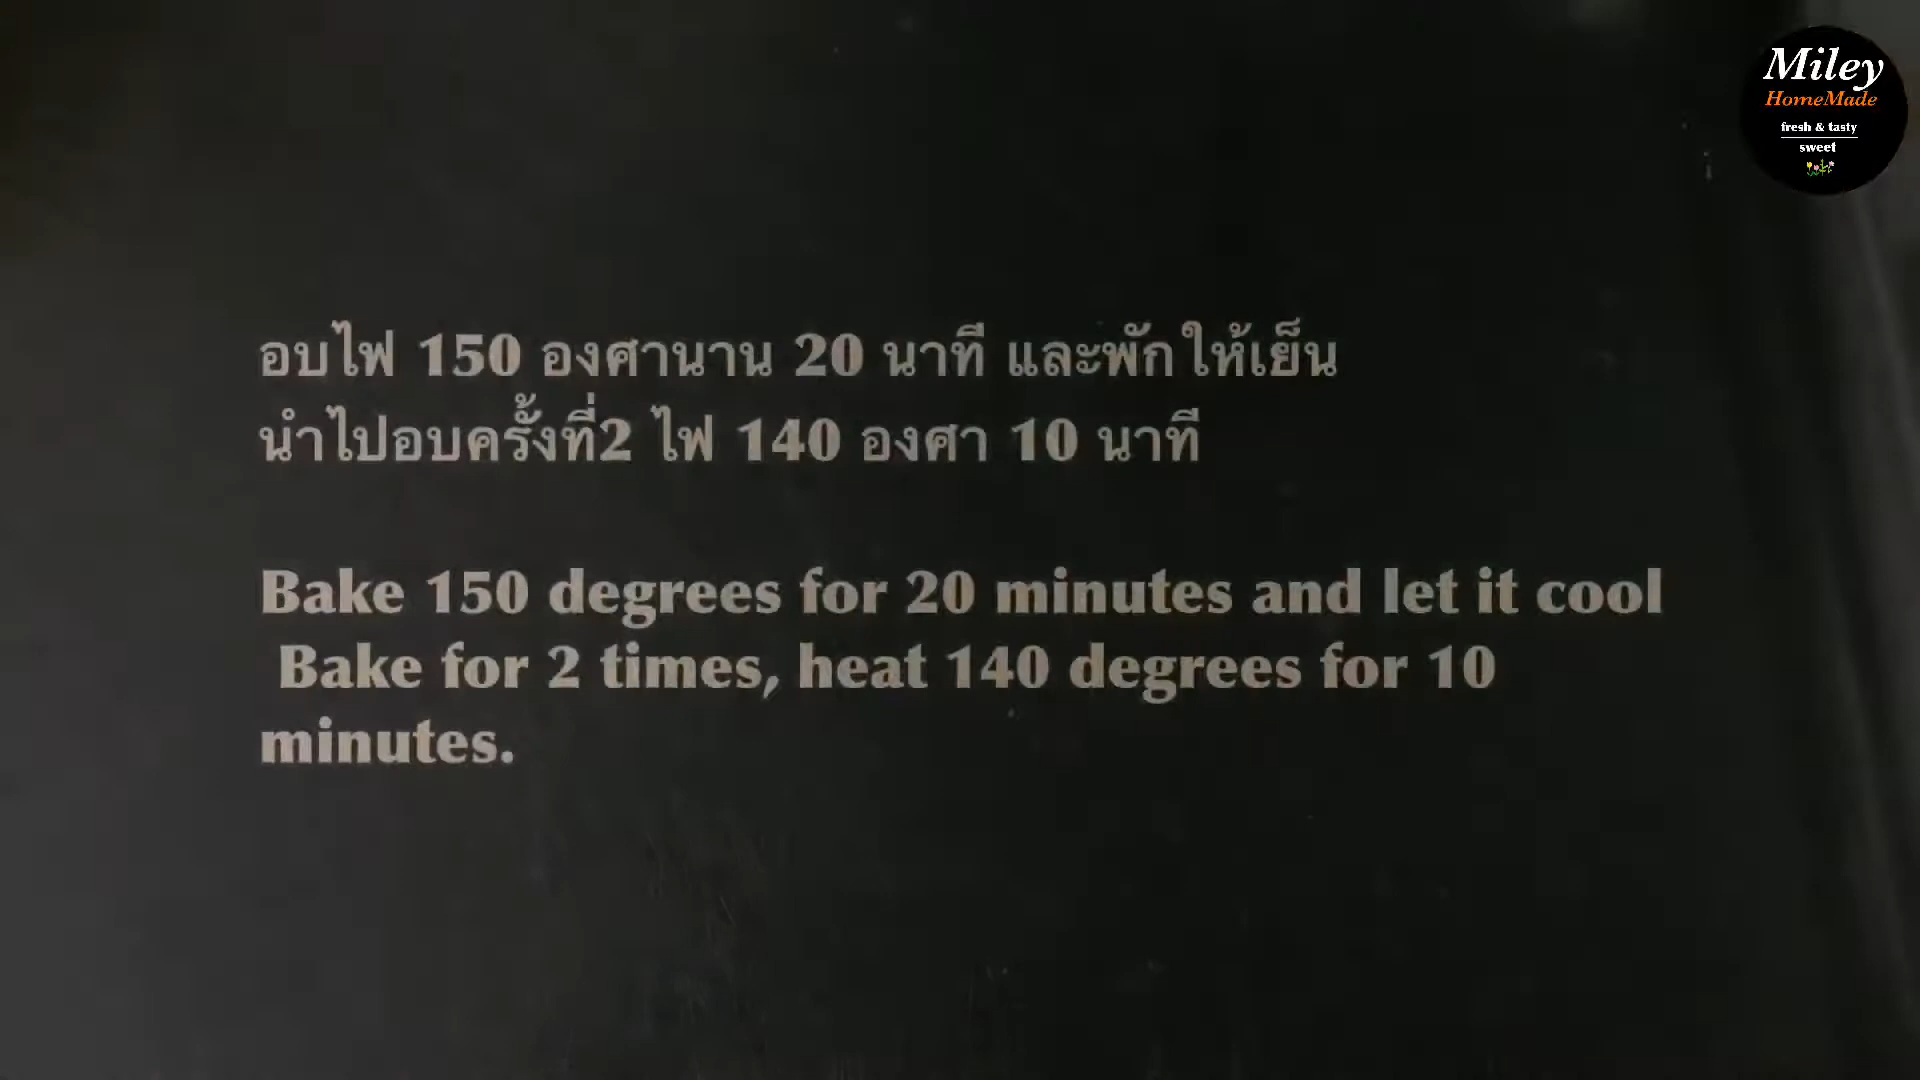 Miley
HomeMade
fresh & tasty
sweet
อบไฟ 150 องศานาน 20 นาที และพักให้เย็น
นำไปอบครั้งที่2 ไฟ 140 องศา 10 นาที
Bake 150 degrees for 20 minutes and let it cool
Bake for 2 times, heat 140 degrees for 10
minutes.